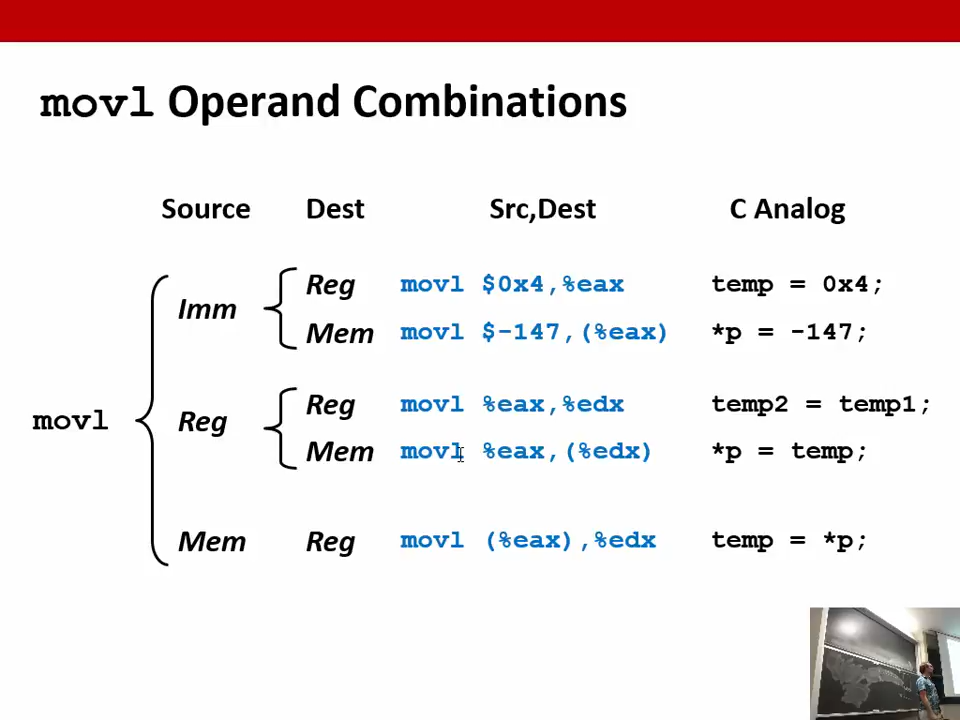 movl Operand Combinations
Source Dest Src,Dest C Analog
Imm Reg movl $0x4,%eax temp = 0x4;
Mem movl $-147,(%eax) *p = -147;
movl Reg Reg movl %eax,%edx temp2 = temp1;
Mem movl %eax,(%edx) *p = temp;
Mem Reg movl (%eax),%edx temp = *p;